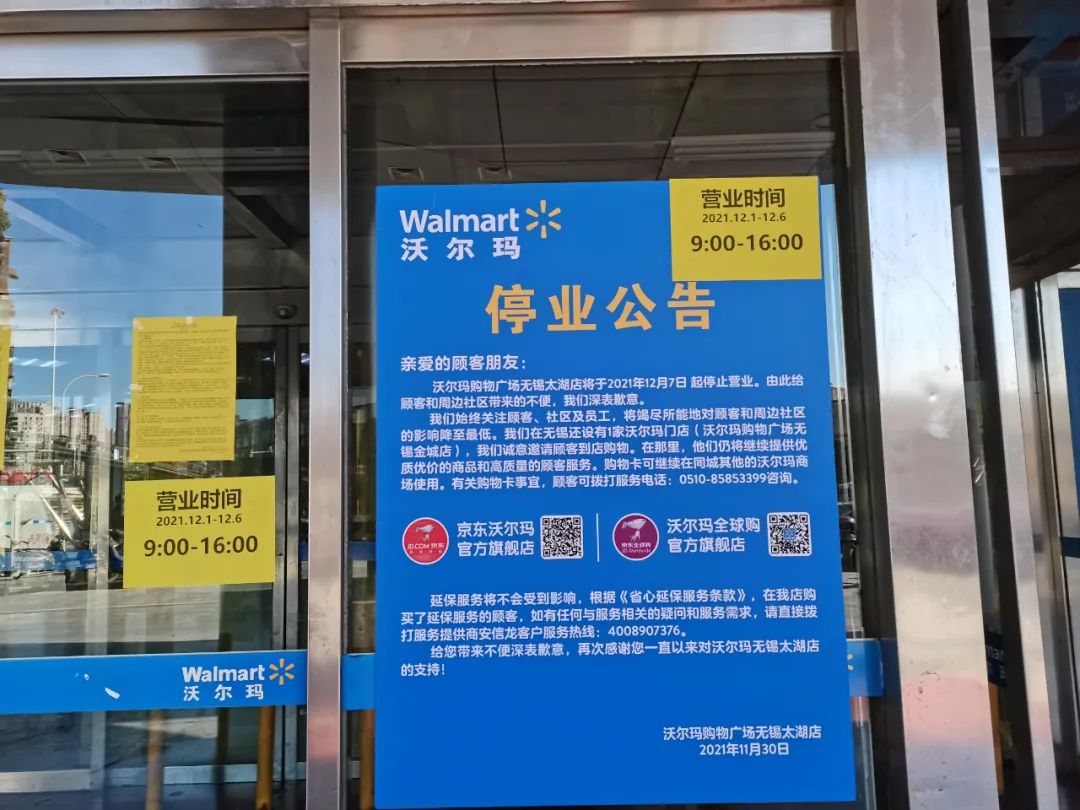 Walmart
沃尔玛
营业时间
2021.12.1-12.6
9:00-16:00
停业公告
亲爱的顾客朋友：
沃尔玛购物广场无锡太湖店将于2021年12月7日 起停止营业。由此给
顾客和周边社区带来的不便，我们深表歉意。
我们始终关注顾客、社区及员工，将竭尽所能地对顾客和周边社区
的影响降至最低。我们在无锡还设有1家沃尔玛门店（沃尔玛购物广场无
锡金城店），我们诚意邀请顾客到店购物。在那里，他们仍将继续提供优
质优价的商品和高质量的顾客服务。购物卡可继续在同城其他的沃尔玛商
场使用。有关购物卡事宜，顾客可拨打服务电话：0510-85853399咨询。
JD.COM 京东
京东沃尔玛
官方旗舰店
京东全球购
JD Worldwide
沃尔玛全球购
官方旗舰店
延保服务将不会受到影响，根据《省心延保服务条款》，在我店购
买了延保服务的顾客，如有任何与服务相关的疑问和服务需求，请直接拨
打服务提供商安信龙客户服务热线：4008907376。
给您带来不便深表歉意，再次感谢您一直以来对沃尔玛无锡太湖店
的支持！
沃尔玛购物广场无锡太湖店
2021年11月30日
营业时间
2021.12.1-12.6
9:00-16:00
Walmart
沃尔玛
Walmart